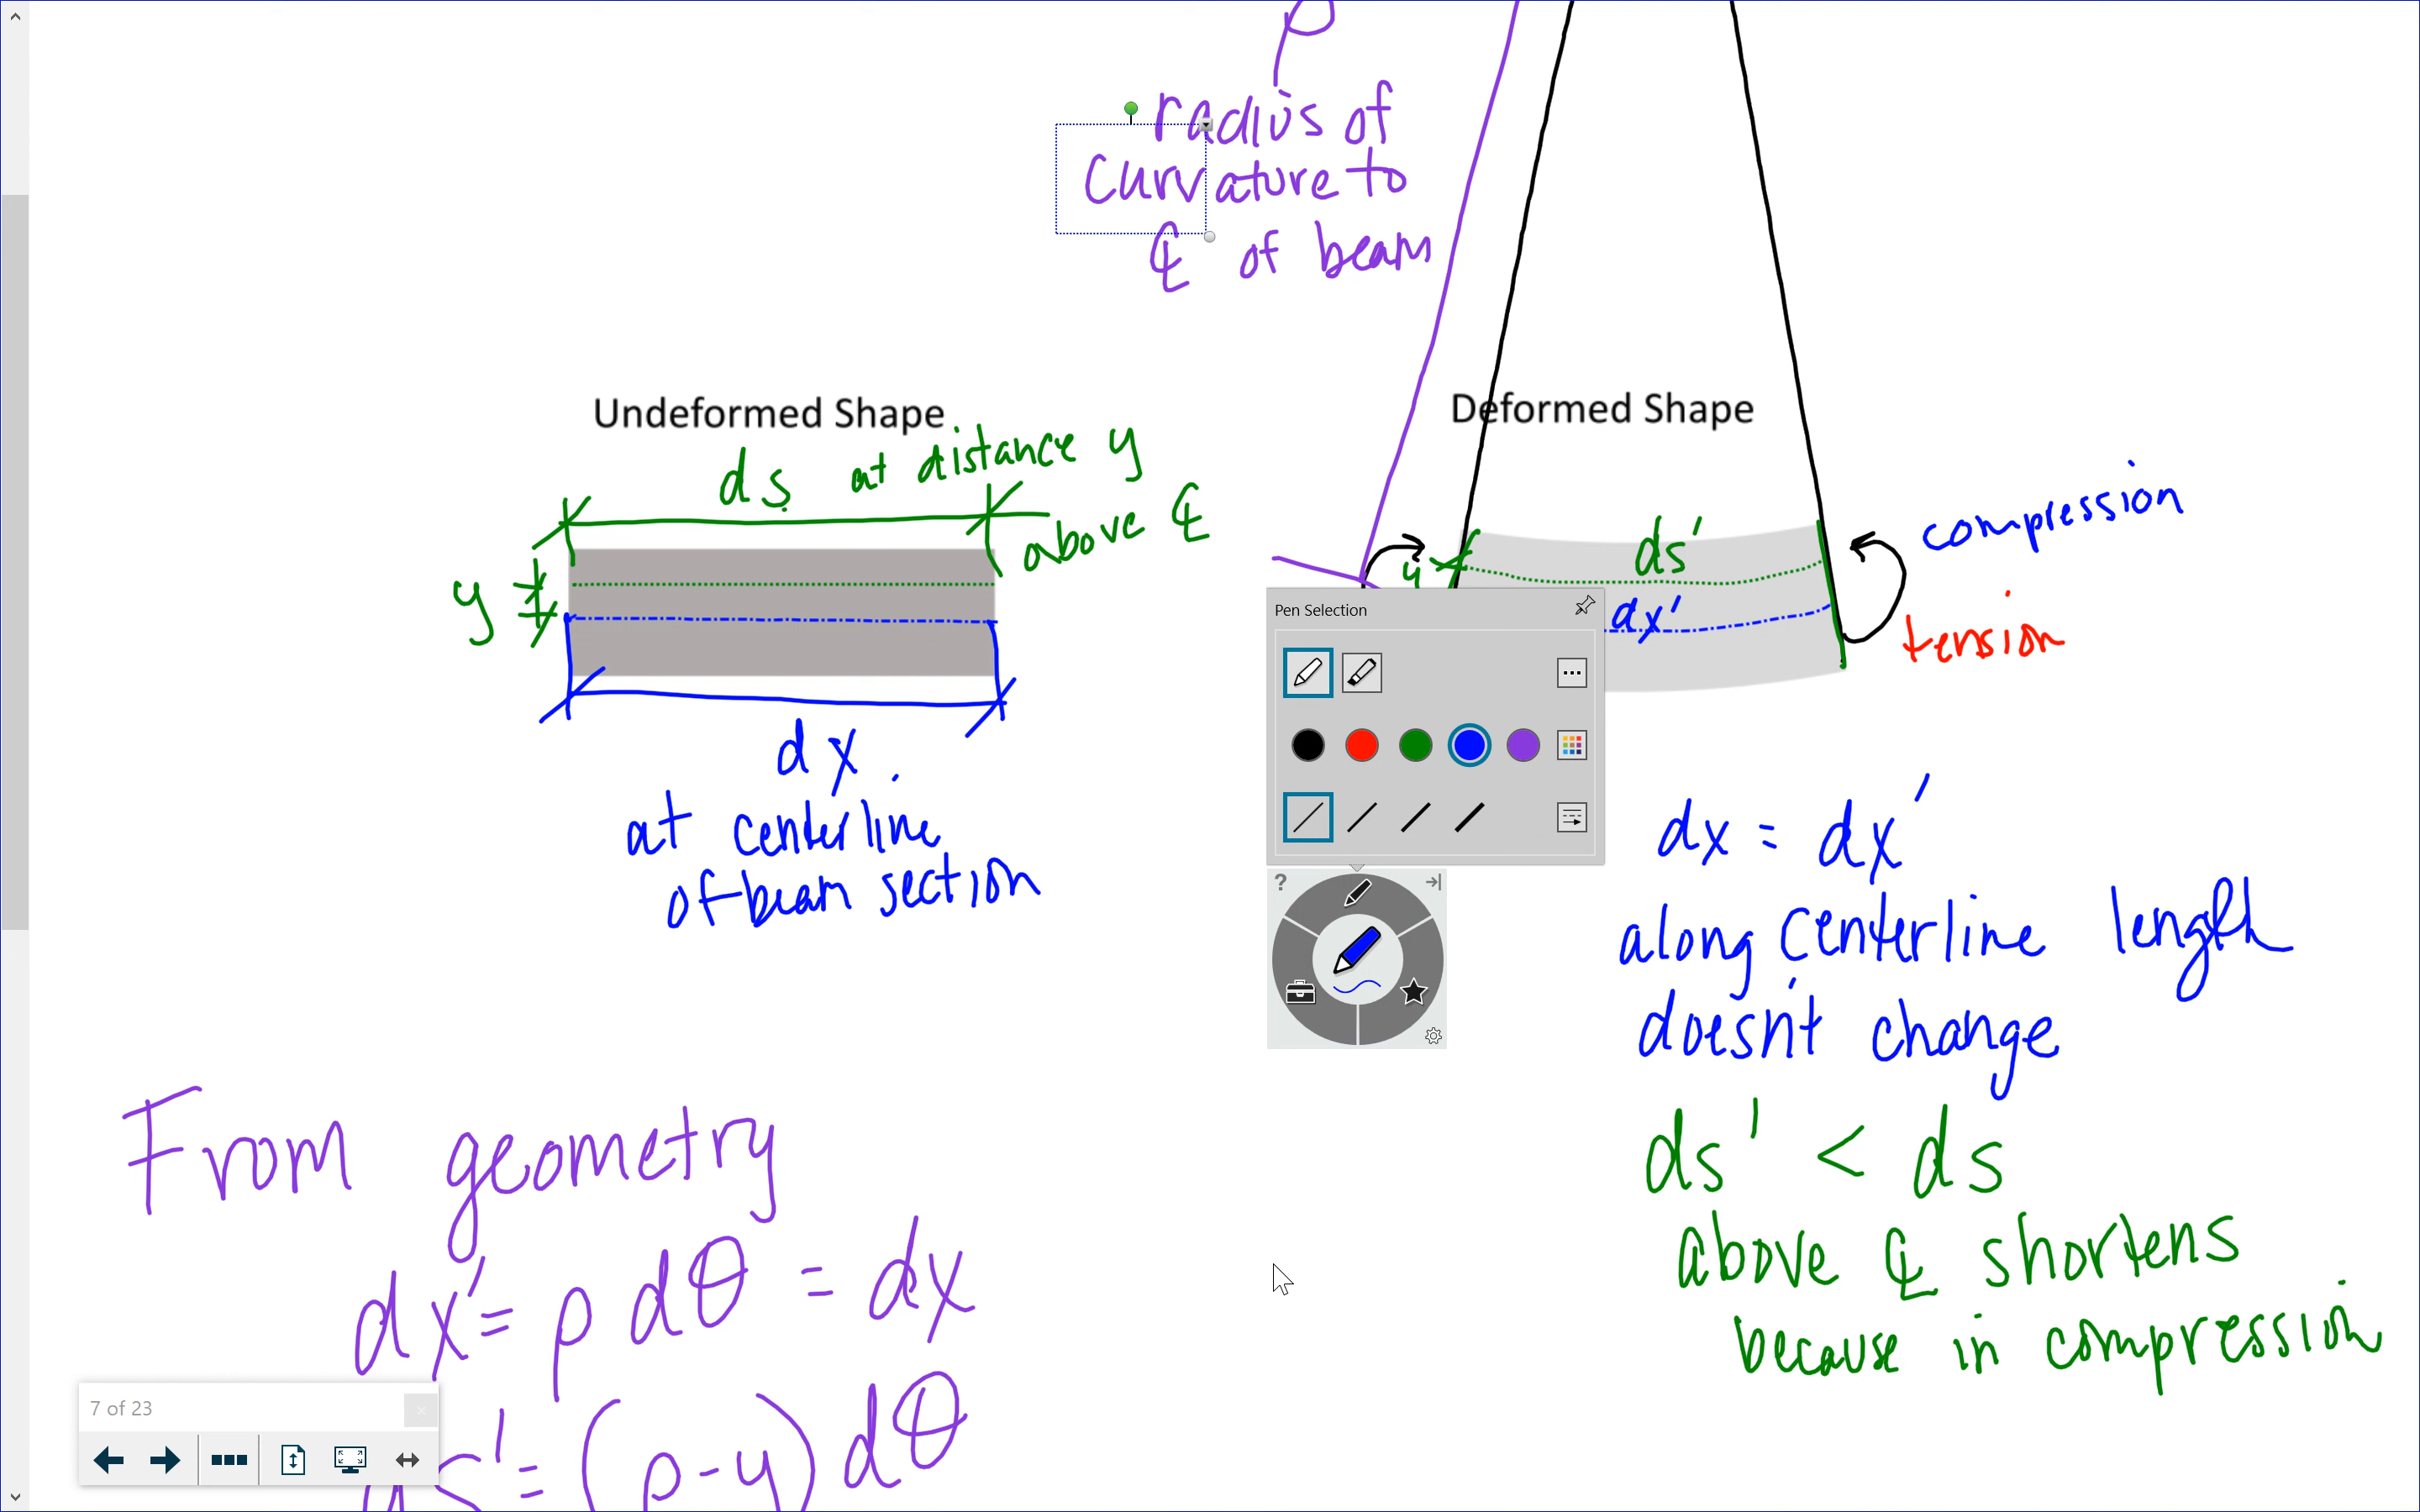 ρ
radius of
curvature to
℄ of beam
Undeformed Shape
Deformed Shape
ds at distance y
above ℄
y
y
ds'
dx'
compression
tension
Pen Selection
dx
at centerline
of beam section
dx = dx'
along centerline length
doesn't change
ds' < ds
above ℄ shortens
because in compression
?
From geometry
dx' = ρ dθ = dx
ds' = (ρ-y) dθ
7 of 23